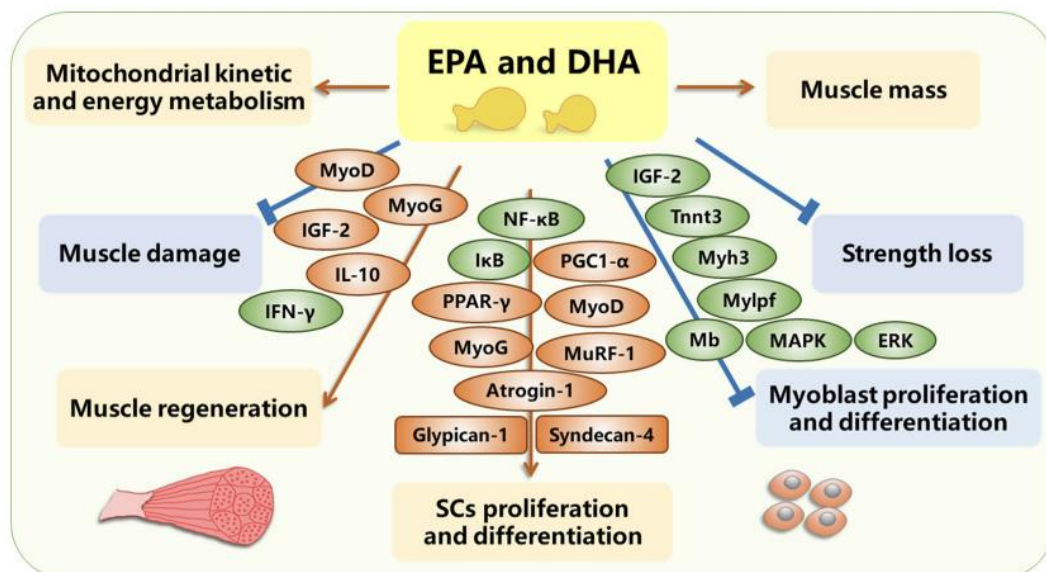 EPA and DHA
Mitochondrial kinetic
and energy metabolism
Muscle mass
MyoD
MyoG
IGF-2
IL-10
IFN-γ
Muscle damage
NF-κB
IκB
PGC1-α
PPAR-γ
MyoD
MyoG
MuRF-1
Atrogin-1
Glypican-1
Syndecan-4
IGF-2
Tnnt3
Myh3
Mylpf
Mb
MAPK
ERK
Strength loss
Muscle regeneration
Myoblast proliferation
and differentiation
SCs proliferation
and differentiation